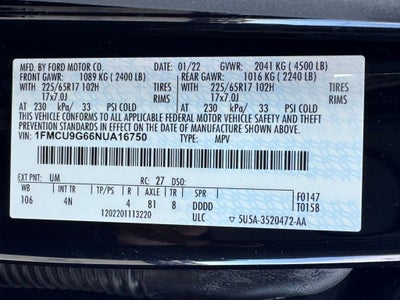 MFD. BY FORD MOTOR CO. 01/22 GVWR: 2041 KG ( 4500 LB)
FRONT GAWR: 1089 KG ( 2400 LB) REAR GAWR: 1016 KG ( 2240 LB)
WITH 225/65R17 102H TIRES WITH 225/65R17 102H TIRES
17x7.0J RIMS 17x7.0J RIMS
AT 230 kPa/ 33 PSI COLD AT 230 kPa/ 33 PSI COLD
THIS VEHICLE CONFORMS TO ALL APPLICABLE FEDERAL MOTOR VEHICLE
SAFETY AND THEFT PREVENTION STANDARDS IN EFFECT ON THE DATE OF MANUFACTURE SHOWN ABOVE.
VIN: 1FMCU9G66NUA16750 TYPE: MPV
EXT PNT: UM RC: 27 DSO:
WB INT TR TP/PS R AXLE TR SPR F0147
106 4N 4 81 8 DDDD T0158
1202201113220 ULC 5U5A-3520472-AA